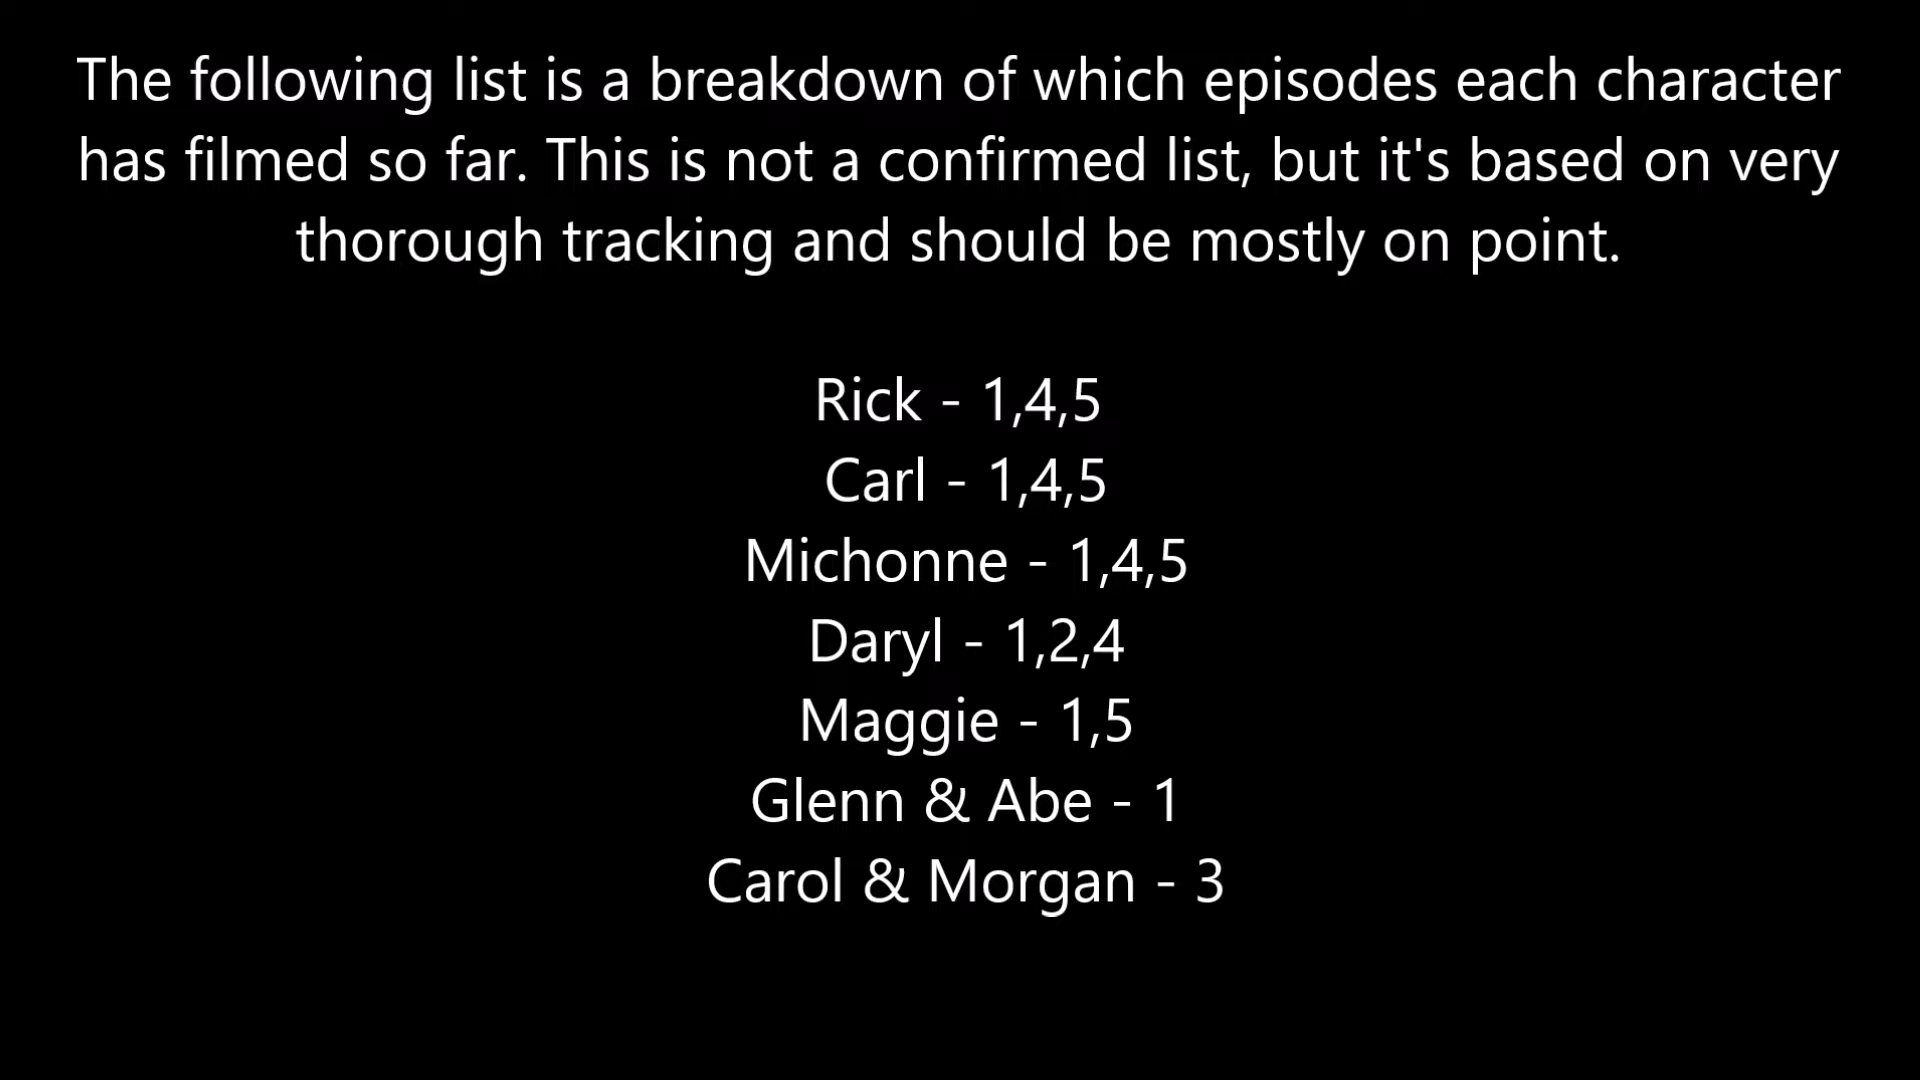 The following list is a breakdown of which episodes each character
has filmed so far. This is not a confirmed list, but it's based on very
thorough tracking and should be mostly on point.
Rick - 1,4,5
Carl - 1,4,5
Michonne - 1,4,5
Daryl - 1,2,4
Maggie - 1,5
Glenn & Abe - 1
Carol & Morgan - 3